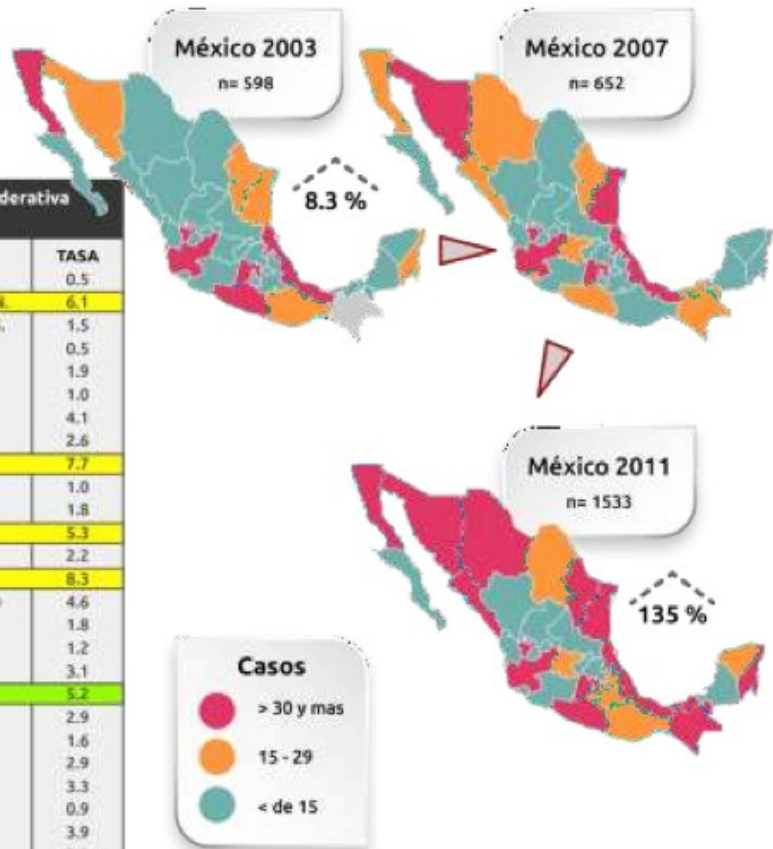 México 2003
n= 598
México 2007
n= 652
8.3 %
México 2011
n= 1533
135 %
Casos
> 30 y mas
15 - 29
< de 15
derativa
TASA
0.5
6.1
1.5
0.5
1.9
1.0
4.1
2.6
7.7
1.0
1.8
5.3
2.2
8.3
4.6
1.8
1.2
3.1
5.2
2.9
1.6
2.9
3.3
0.9
3.9